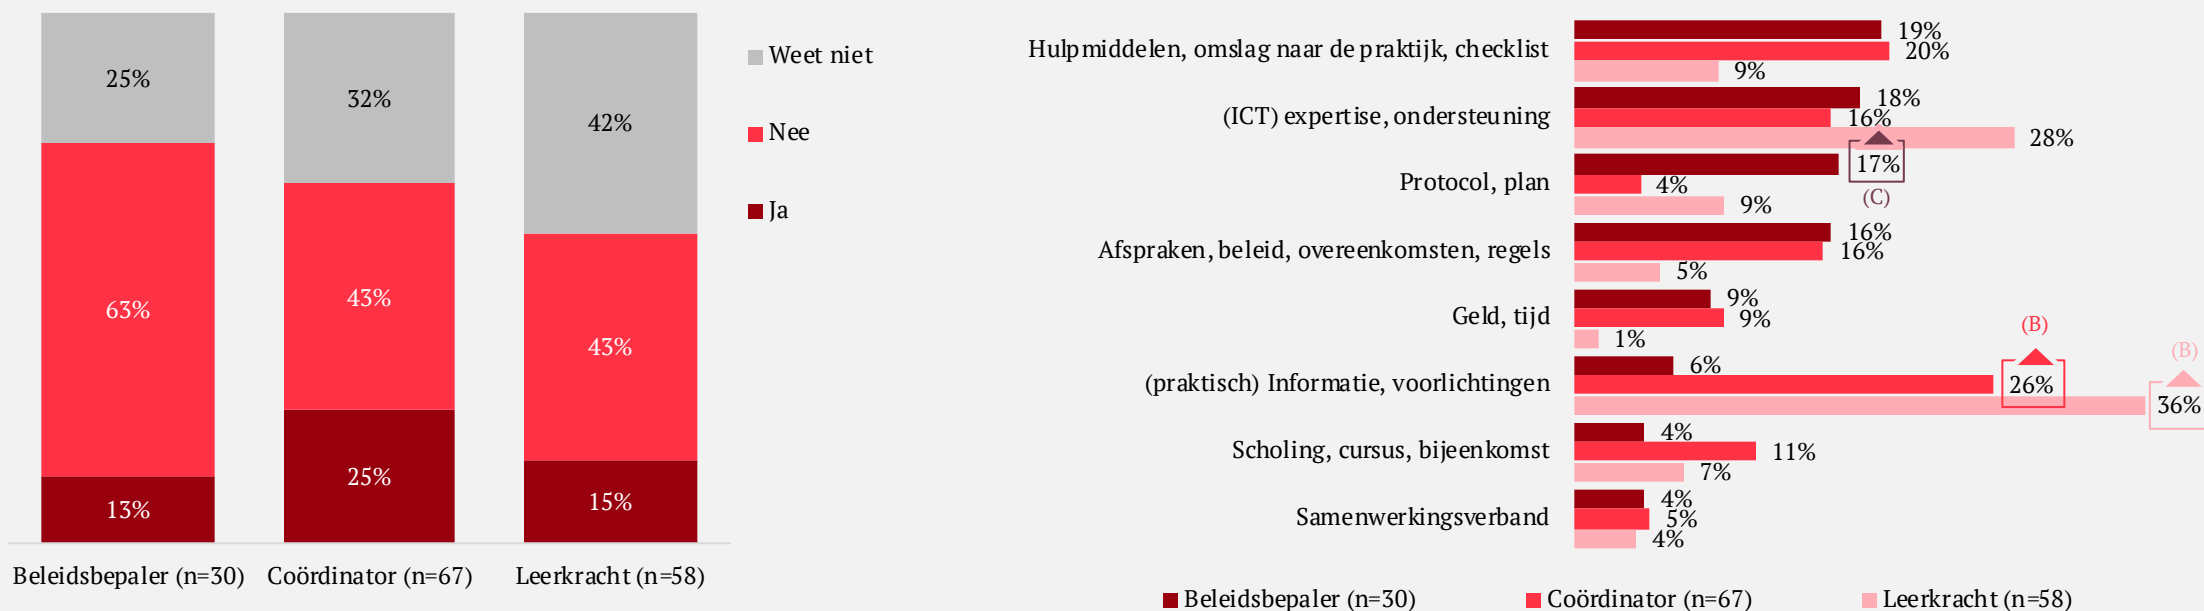 25%
63%
13%
32%
43%
25%
42%
43%
15%
Beleidsbepaler (n=30)
Coördinator (n=67)
Leerkracht (n=58)
Weet niet
Nee
Ja
Hulpmiddelen, omslag naar de praktijk, checklist
19%
20%
9%
(ICT) expertise, ondersteuning
18%
16%
28%
Protocol, plan
17%
(C)
4%
9%
Afspraken, beleid, overeenkomsten, regels
16%
16%
5%
Geld, tijd
9%
9%
1%
(praktisch) Informatie, voorlichtingen
6%
(B)
26%
(B)
36%
Scholing, cursus, bijeenkomst
4%
11%
7%
Samenwerkingsverband
4%
5%
4%
Beleidsbepaler (n=30)
Coördinator (n=67)
Leerkracht (n=58)